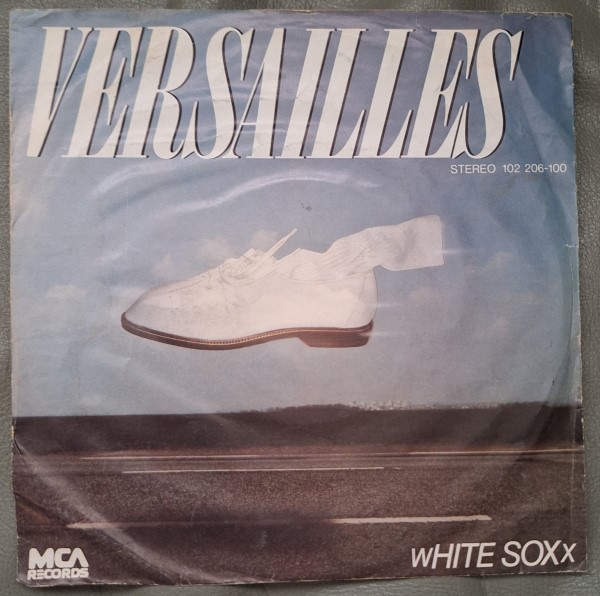 VERSAILLES
STEREO 102 206-100
MCA
RECORDS
WHITE SOXX